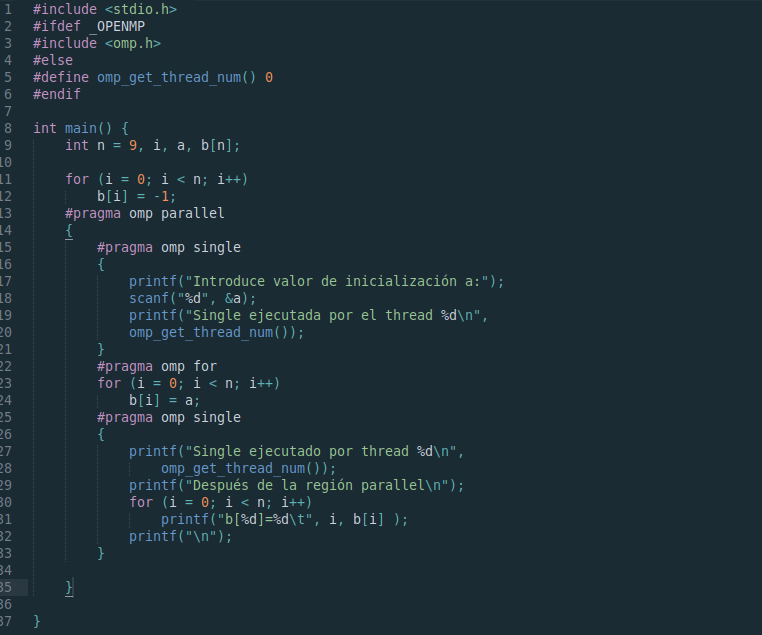 1 #include <stdio.h>
2 #ifdef _OPENMP
3 #include <omp.h>
4 #else
5 #define omp_get_thread_num() 0
6 #endif
7
8 int main() {
9 int n = 9, i, a, b[n];
10
11 for (i = 0; i < n; i++)
12 b[i] = -1;
13 #pragma omp parallel
14 {
15 #pragma omp single
16 {
17 printf("Introduce valor de inicialización a:");
18 scanf("%d", &a);
19 printf("Single ejecutada por el thread %d\n",
20 omp_get_thread_num());
21 }
22 #pragma omp for
23 for (i = 0; i < n; i++)
24 b[i] = a;
25 #pragma omp single
26 {
27 printf("Single ejecutado por thread %d\n",
28 omp_get_thread_num());
29 printf("Después de la región parallel\n");
30 for (i = 0; i < n; i++)
31 printf("b[%d]=%d\t", i, b[i] );
32 printf("\n");
33 }
34
35 }
36
37 }